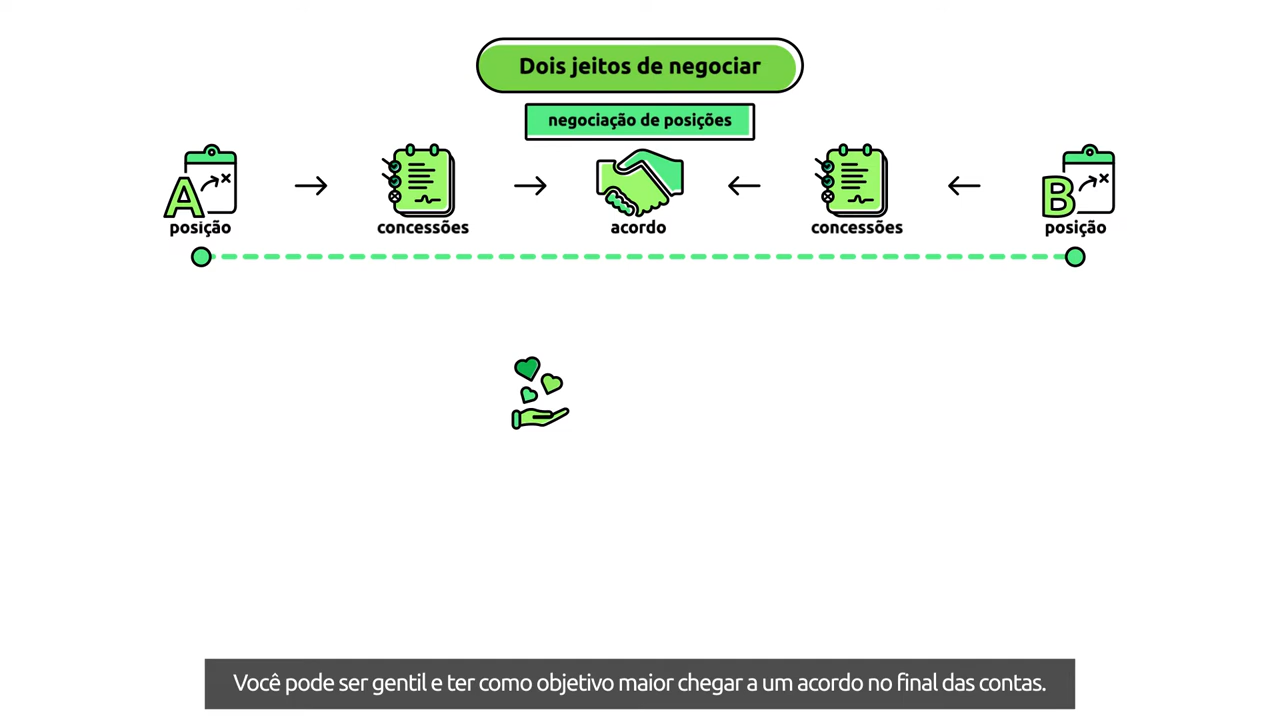 Dois jeitos de negociar
negociação de posições
A B
posição concessões acordo concessões posição
Você pode ser gentil e ter como objetivo maior chegar a um acordo no final das contas.